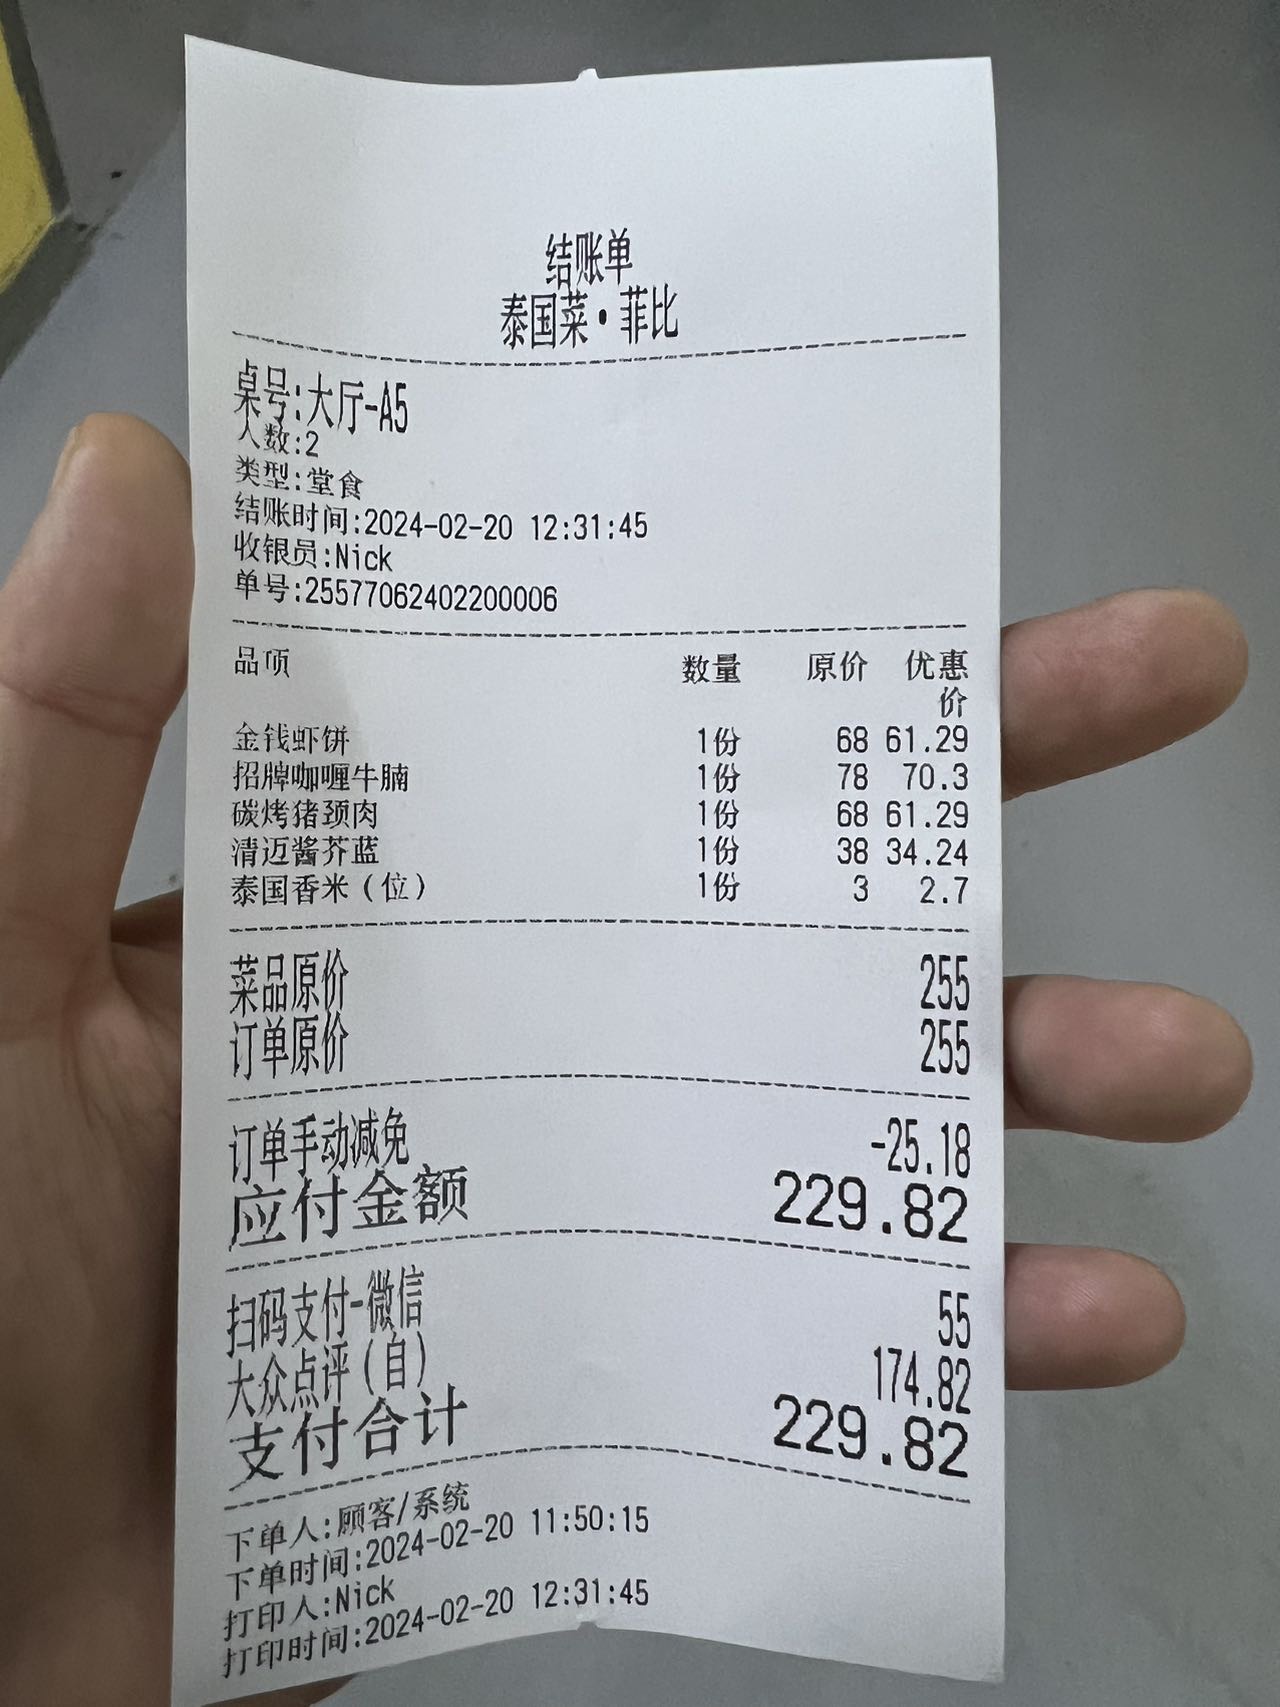 结账单
泰国菜·菲比
桌号:大厅-A5
人数:2
类型:堂食
结账时间:2024-02-20 12:31:45
收银员:Nick
单号:25577062402200006
品项 数量 原价 优惠价
金钱虾饼 1份 68 61.29
招牌咖喱牛腩 1份 78 70.3
碳烤猪颈肉 1份 68 61.29
清迈酱芥蓝 1份 38 34.24
泰国香米(位) 1份 3 2.7
菜品原价 255
订单原价 255
订单手动减免 -25.18
应付金额 229.82
扫码支付-微信 55
大众点评(自) 174.82
支付合计 229.82
下单人:顾客/系统
下单时间:2024-02-20 11:50:15
打印人:Nick
打印时间:2024-02-20 12:31:45